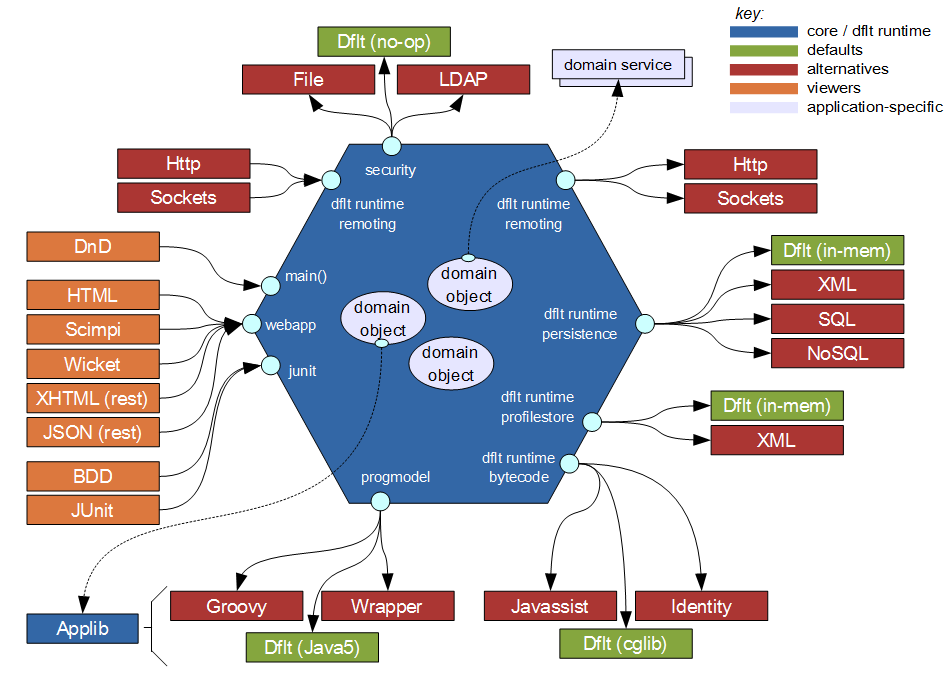 key:
core / dflt runtime
defaults
alternatives
viewers
application-specific
Dflt (no-op)
File
LDAP
domain service
security
Http
Sockets
dflt runtime
remoting
dflt runtime
remoting
Http
Sockets
DnD
HTML
Scimpi
Wicket
XHTML (rest)
JSON (rest)
BDD
JUnit
main()
webapp
junit
domain
object
domain
object
domain
object
dflt runtime
persistence
Dflt (in-mem)
XML
SQL
NoSQL
dflt runtime
profilestore
Dflt (in-mem)
XML
dflt runtime
bytecode
progmodel
Applib
Groovy
Wrapper
Dflt (Java5)
Javassist
Identity
Dflt (cglib)